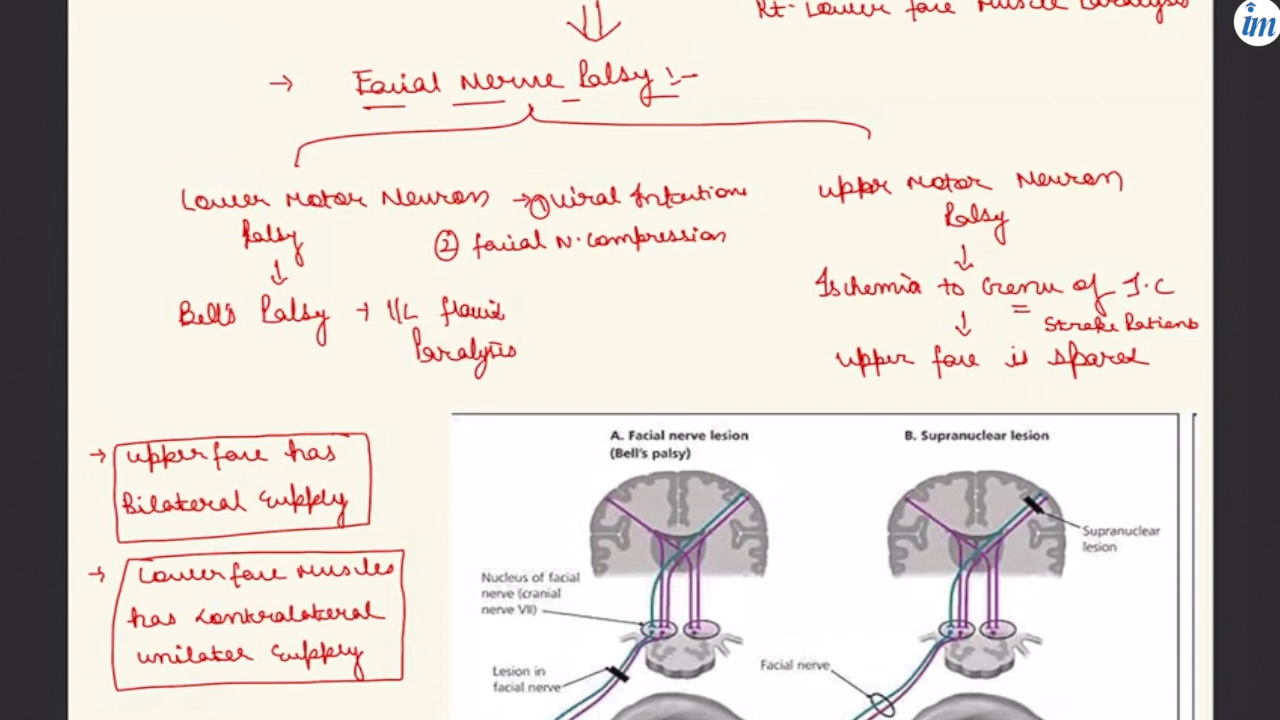 Rt. Lower face Muscle Paralysis
im
→ Facial Nerve Palsy :-
Lower Motor Neuron → ① viral Infections
Palsy
② facial N. compression
↓
Bell's Palsy → U/L flaccid
Paralysis
upper Motor Neuron
Palsy
↓
Ischemia to Genu of I.C
↓ Stroke Patients
upper face is spared
→ upper face has
Bilateral supply
→ Lower face Muscles
has contralateral
unilater supply
A. Facial nerve lesion
(Bell's palsy)
Nucleus of facial
nerve (cranial
nerve VII)
Lesion in
facial nerve
B. Supranuclear lesion
Supranuclear
lesion
Facial nerve